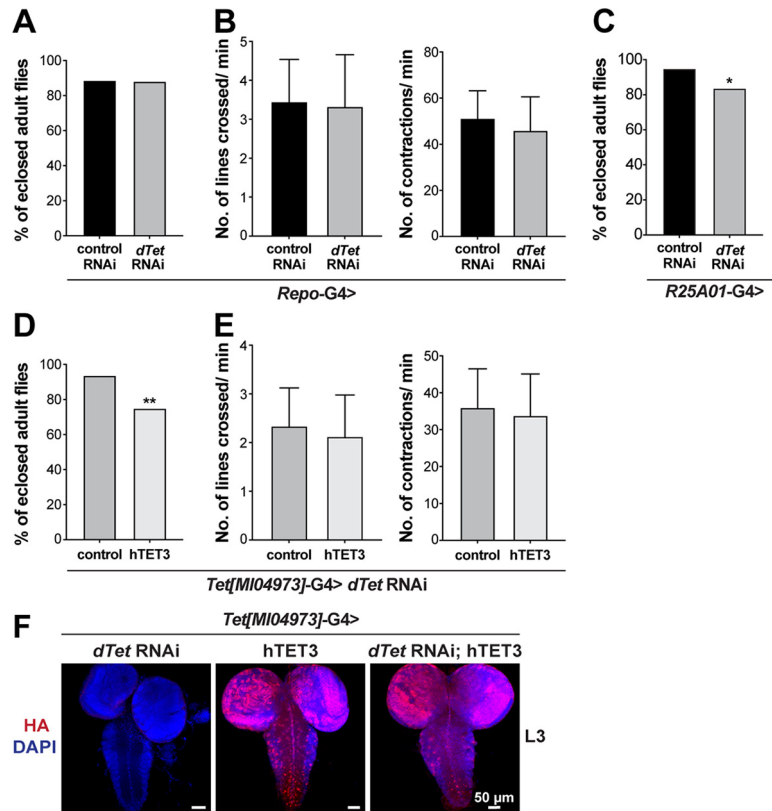 A
% of eclosed adult flies
100
80
60
40
20
0
control
RNAi
dTet
RNAi
B
No. of lines crossed/ min
5
4
3
2
1
0
control
RNAi
dTet
RNAi
No. of contractions/ min
80
60
40
20
0
control
RNAi
dTet
RNAi
Repo-G4>
C
% of eclosed adult flies
100
80
60
40
20
0
*
control
RNAi
dTet
RNAi
R25A01-G4>
D
% of eclosed adult flies
100
80
60
40
20
0
**
control hTET3
E
No. of lines crossed/ min
4
3
2
1
0
control hTET3
No. of contractions/ min
50
40
30
20
10
0
control hTET3
Tet[MI04973]-G4> dTet RNAi
F
Tet[MI04973]-G4>
dTet RNAi
hTET3
dTet RNAi; hTET3
HA
DAPI
L3
50 µm